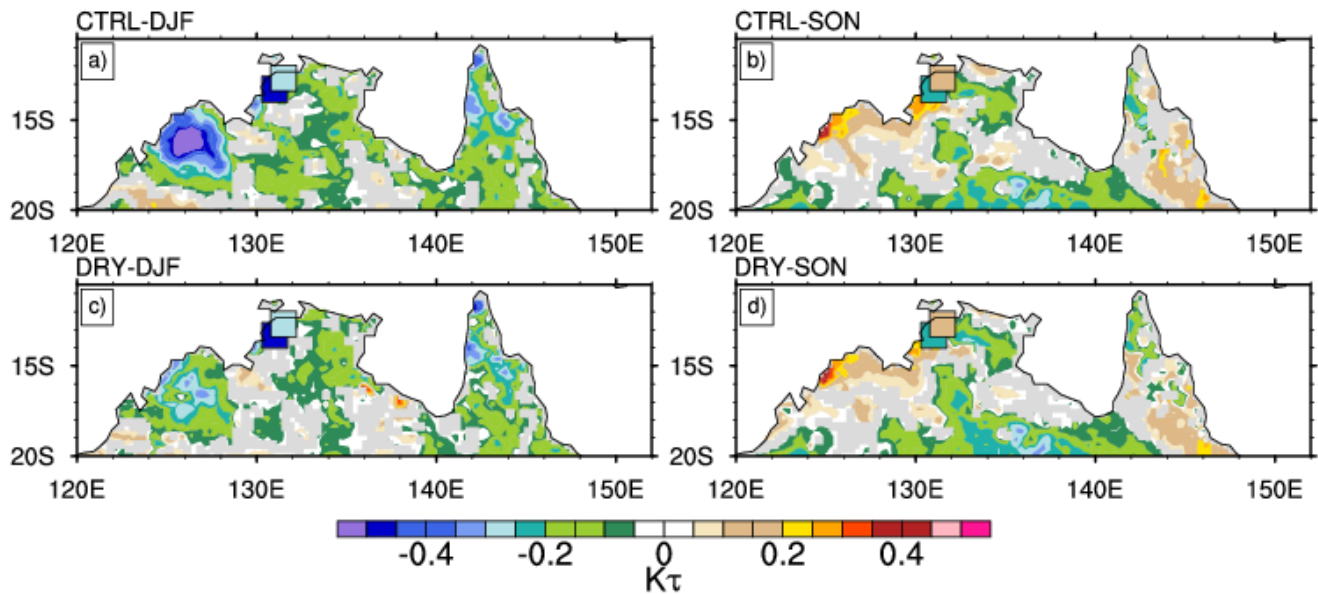 CTRL-DJF
CTRL-SON
a)
b)
15S
15S
20S
20S
120E 130E 140E 150E
120E 130E 140E 150E
DRY-DJF
DRY-SON
c)
d)
15S
15S
20S
20S
120E 130E 140E 150E
120E 130E 140E 150E
-0.4 -0.2 0 0.2 0.4
Kτ